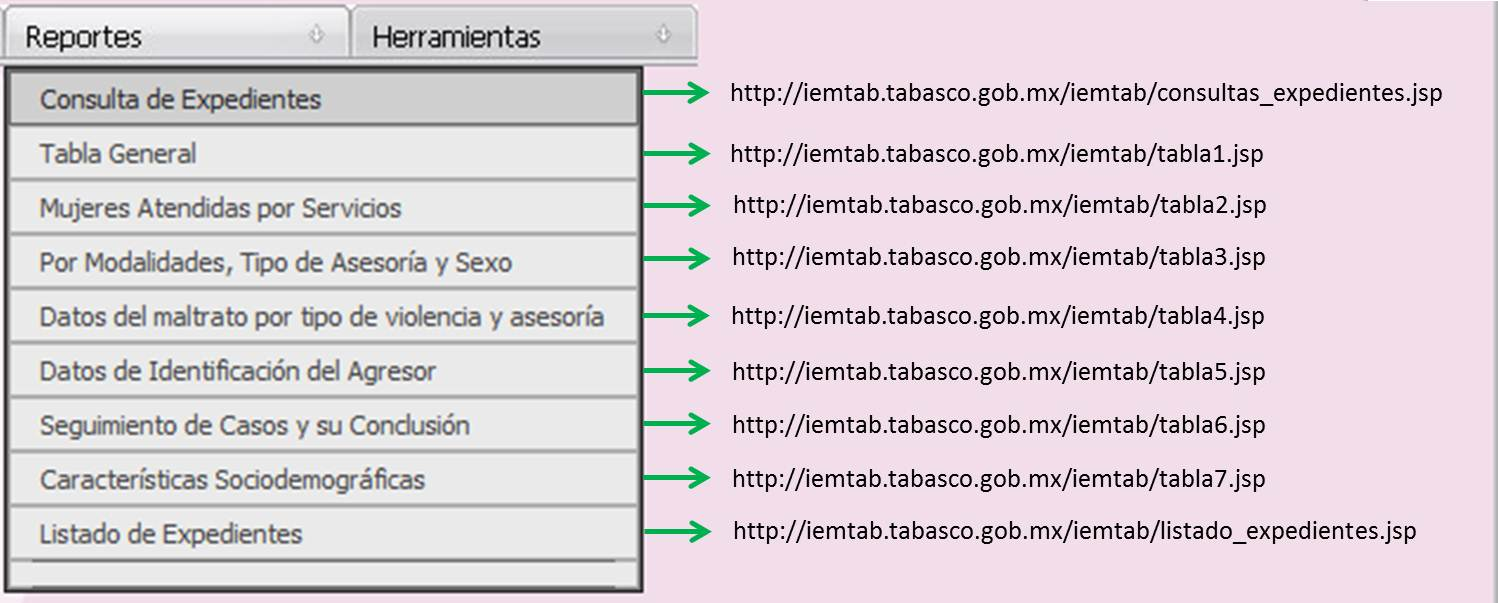 Reportes Herramientas
Consulta de Expedientes http://iemtab.tabasco.gob.mx/iemtab/consultas_expedientes.jsp
Tabla General http://iemtab.tabasco.gob.mx/iemtab/tabla1.jsp
Mujeres Atendidas por Servicios http://iemtab.tabasco.gob.mx/iemtab/tabla2.jsp
Por Modalidades, Tipo de Asesoría y Sexo http://iemtab.tabasco.gob.mx/iemtab/tabla3.jsp
Datos del maltrato por tipo de violencia y asesoría http://iemtab.tabasco.gob.mx/iemtab/tabla4.jsp
Datos de Identificación del Agresor http://iemtab.tabasco.gob.mx/iemtab/tabla5.jsp
Seguimiento de Casos y su Conclusión http://iemtab.tabasco.gob.mx/iemtab/tabla6.jsp
Características Sociodemográficas http://iemtab.tabasco.gob.mx/iemtab/tabla7.jsp
Listado de Expedientes http://iemtab.tabasco.gob.mx/iemtab/listado_expedientes.jsp